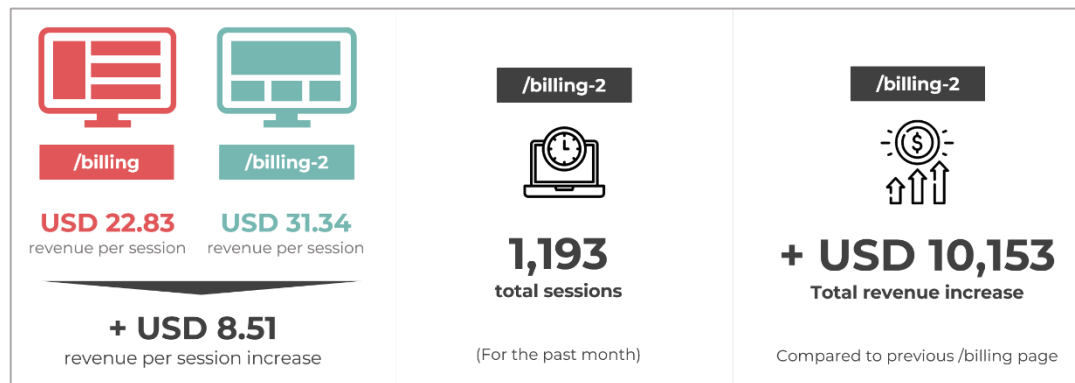 /billing
/billing-2
USD 22.83
USD 31.34
revenue per session
revenue per session
+ USD 8.51
revenue per session increase
/billing-2
1,193
total sessions
(For the past month)
/billing-2
$
+ USD 10,153
Total revenue increase
Compared to previous /billing page